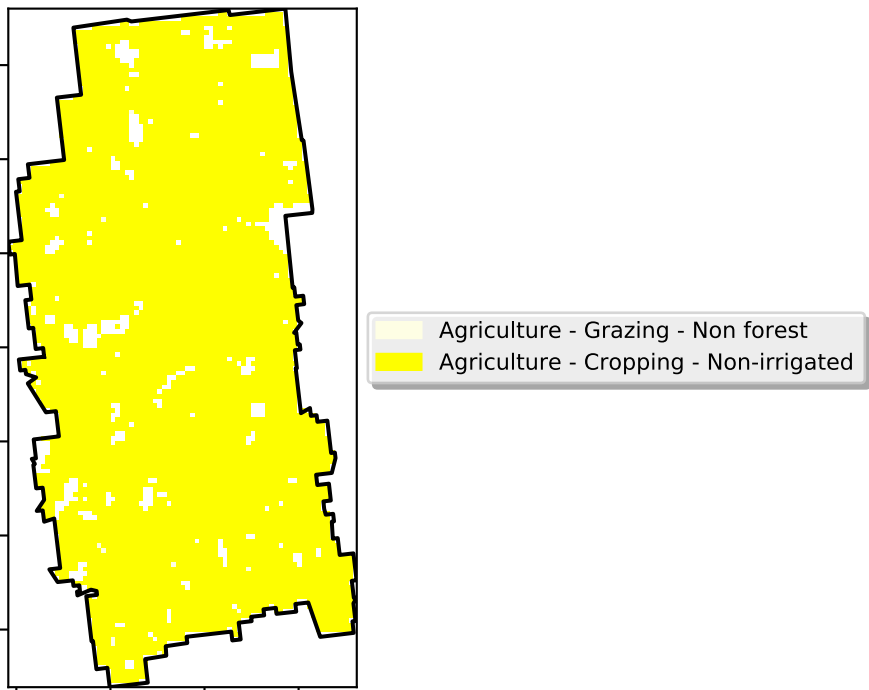 Agriculture - Grazing - Non forest
Agriculture - Cropping - Non-irrigated